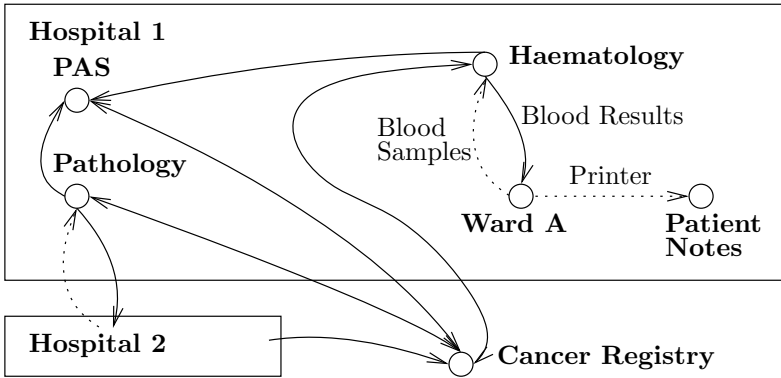 Hospital 1
PAS
Haematology
Blood
Samples
Blood Results
Pathology
Printer
Ward A
Patient
Notes
Hospital 2
Cancer Registry